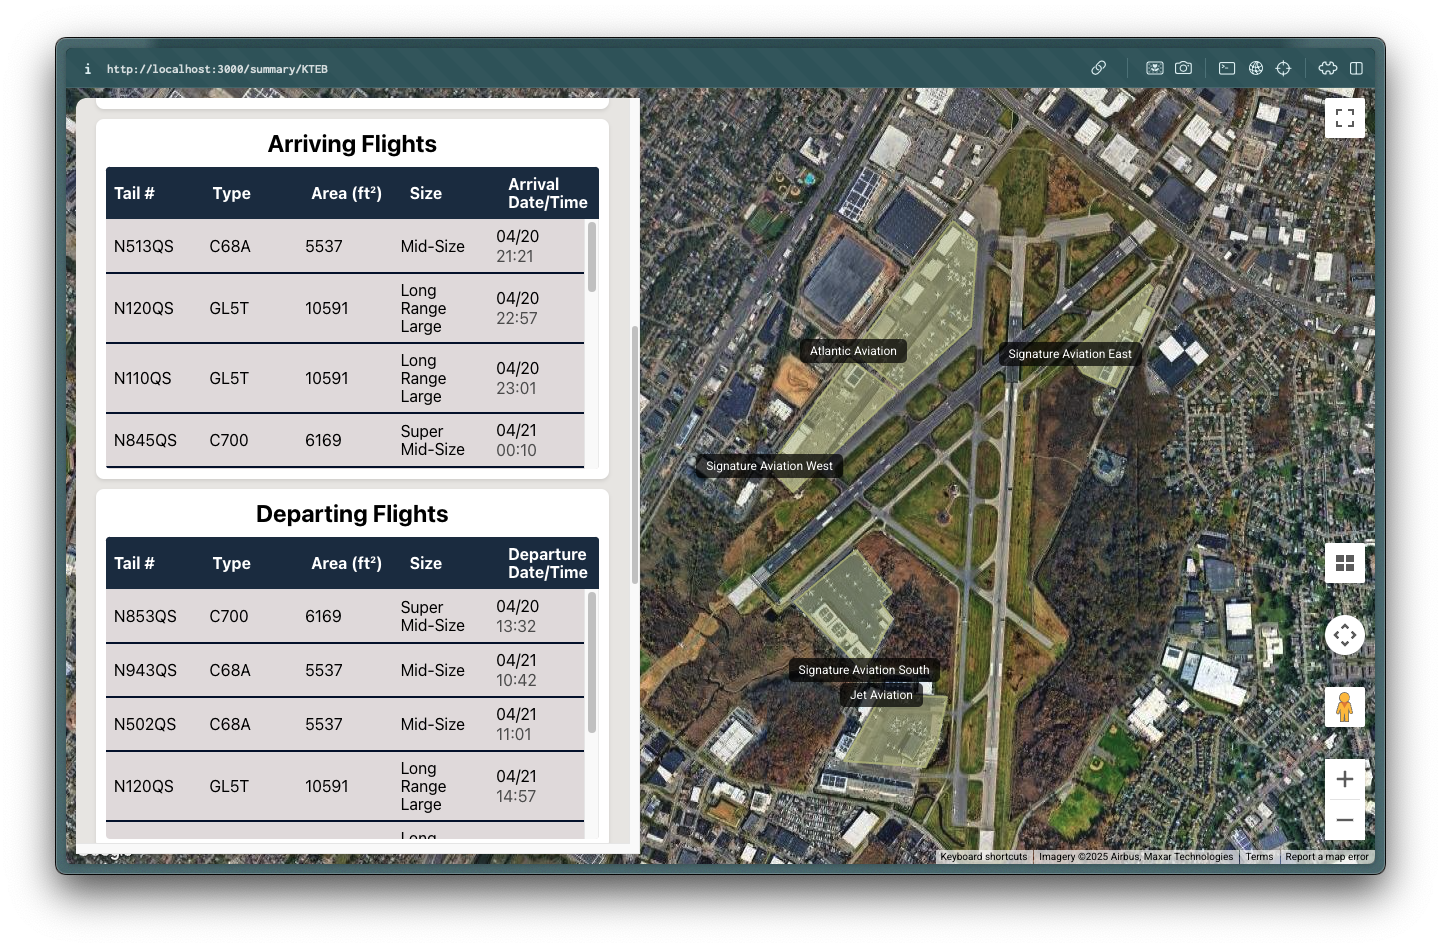 http://localhost:3000/summary/KTEB
Arriving Flights
Tail # Type Area (ft²) Size Arrival
Date/Time
N513QS C68A 5537 Mid-Size 04/20
21:21
N120QS GL5T 10591 Long
Range
Large 04/20
22:57
N110QS GL5T 10591 Long
Range
Large 04/20
23:01
N845QS C700 6169 Super
Mid-Size 04/21
00:10
Departing Flights
Tail # Type Area (ft²) Size Departure
Date/Time
N853QS C700 6169 Super
Mid-Size 04/20
13:32
N943QS C68A 5537 Mid-Size 04/21
10:42
N502QS C68A 5537 Mid-Size 04/21
11:01
N120QS GL5T 10591 Long
Range
Large 04/21
14:57
Long
Atlantic Aviation
Signature Aviation East
Signature Aviation West
Signature Aviation South
Jet Aviation
Keyboard shortcuts
Imagery ©2025 Airbus, Maxar Technologies
Terms
Report a map error